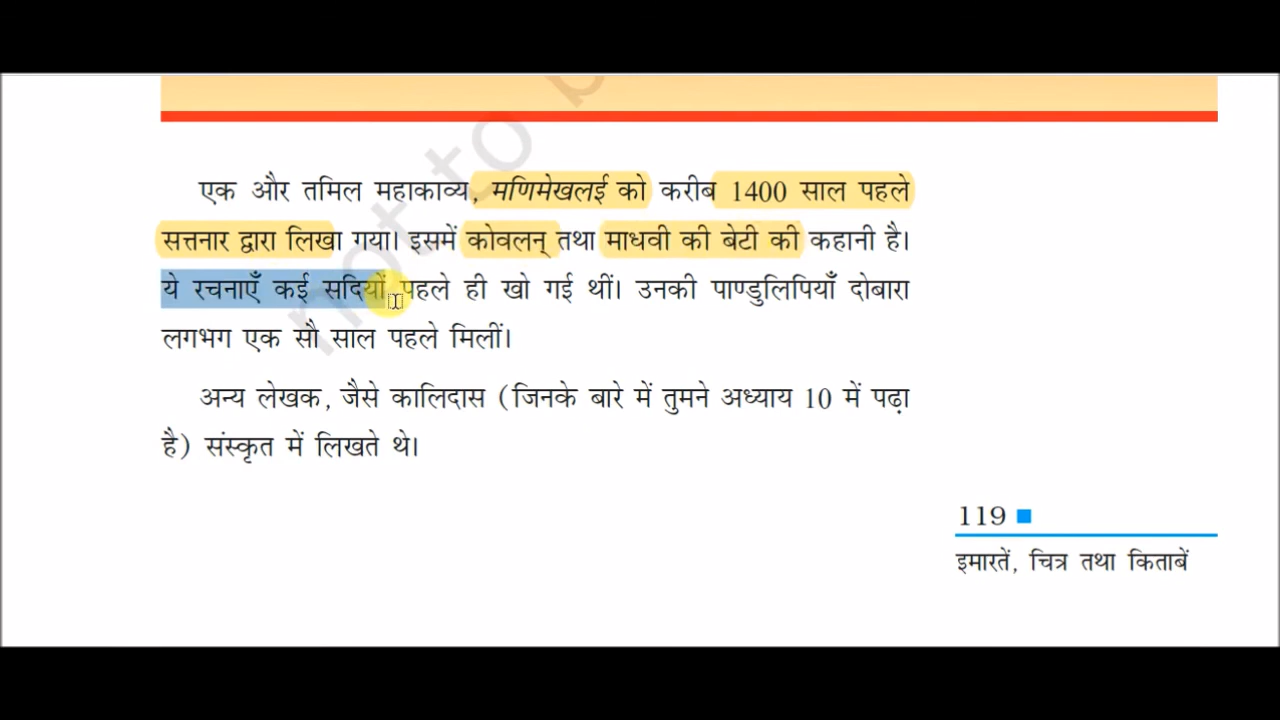 एक और तमिल महाकाव्य, मणिमेखलई को करीब 1400 साल पहले
सत्तनार द्वारा लिखा गया। इसमें कोवलन् तथा माधवी की बेटी की कहानी है।
ये रचनाएँ कई सदियों पहले ही खो गई थीं। उनकी पाण्डुलिपियाँ दोबारा
लगभग एक सौ साल पहले मिलीं।
अन्य लेखक, जैसे कालिदास (जिनके बारे में तुमने अध्याय 10 में पढ़ा
है) संस्कृत में लिखते थे।
119
इमारतें, चित्र तथा किताबें
not to b